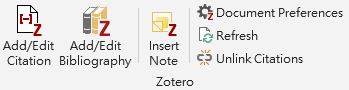 Add/Edit
Citation
Add/Edit
Bibliography
Insert
Note
Document Preferences
Refresh
Unlink Citations
Zotero